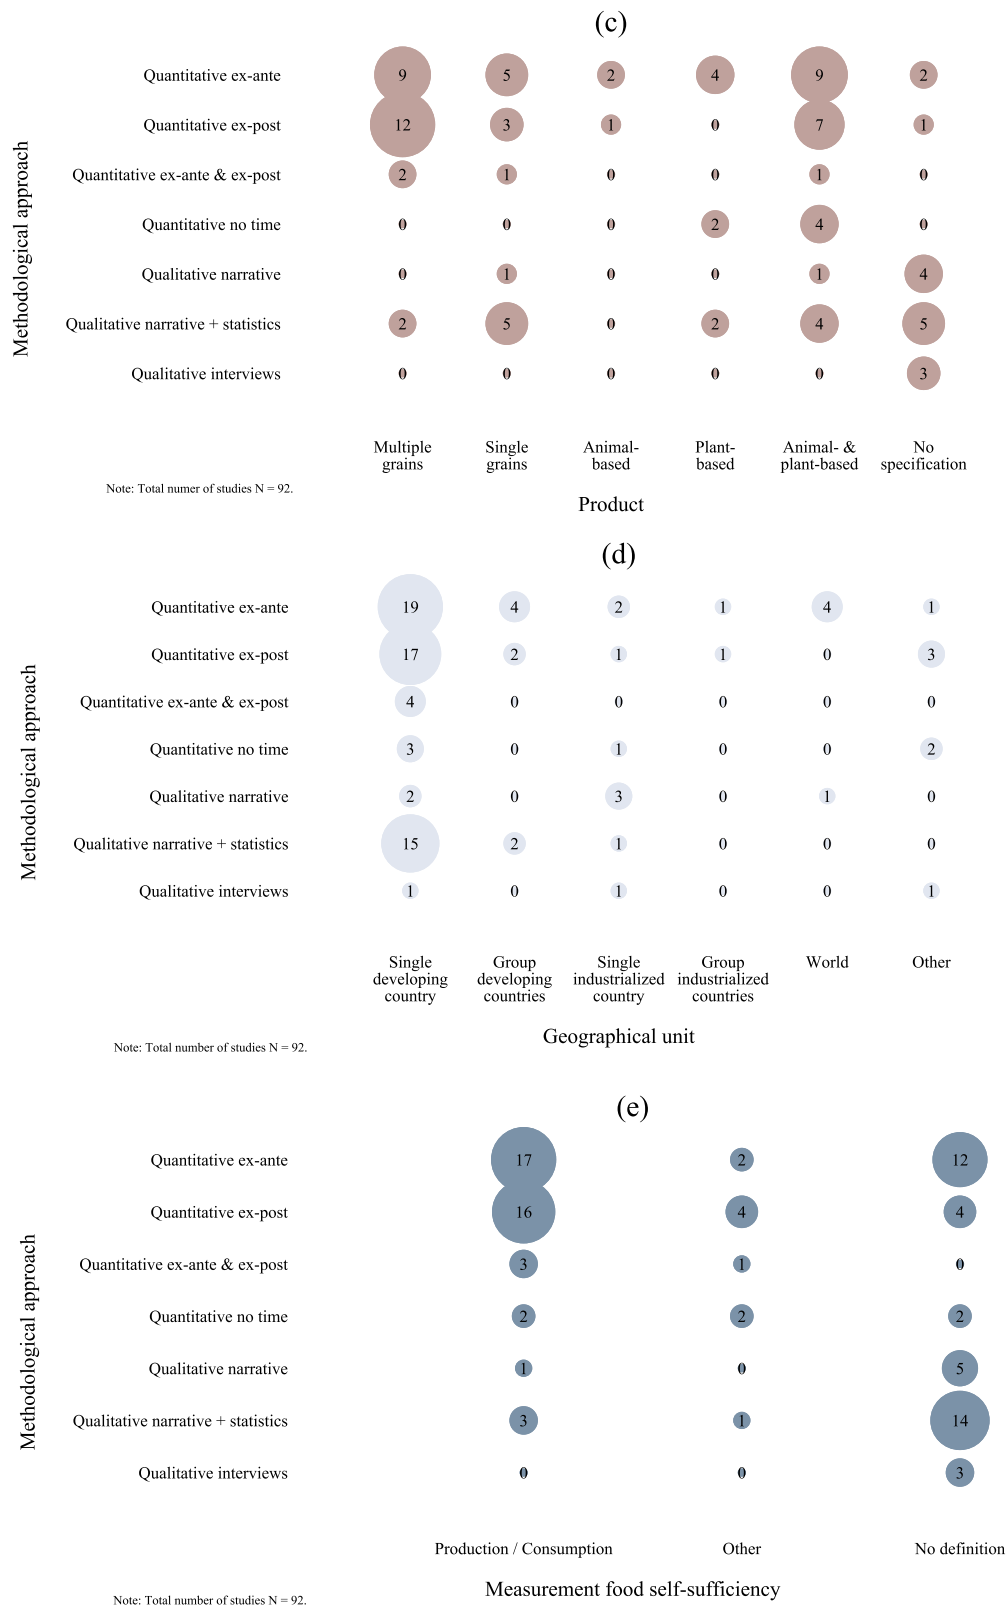 (c)
Methodological approach
Quantitative ex-ante 9 5 2 4 9 2
Quantitative ex-post 12 3 1 0 7 1
Quantitative ex-ante & ex-post 2 1 0 0 1 0
Quantitative no time 0 0 0 2 4 0
Qualitative narrative 0 1 0 0 1 4
Qualitative narrative + statistics 2 5 0 2 4 5
Qualitative interviews 0 0 0 0 0 3
Multiple Single Animal- Plant- Animal- & No
grains grains based based plant-based specification
Note: Total numer of studies N = 92.
Product
(d)
Methodological approach
Quantitative ex-ante 19 4 2 1 4 1
Quantitative ex-post 17 2 1 1 0 3
Quantitative ex-ante & ex-post 4 0 0 0 0 0
Quantitative no time 3 0 1 0 0 2
Qualitative narrative 2 0 3 0 1 0
Qualitative narrative + statistics 15 2 1 0 0 0
Qualitative interviews 1 0 1 0 0 1
Single Group Single Group World Other
developing developing industrialized industrialized
country countries country countries
Geographical unit
Note: Total number of studies N = 92.
(e)
Methodological approach
Quantitative ex-ante 17 2 12
Quantitative ex-post 16 4 4
Quantitative ex-ante & ex-post 3 1 0
Quantitative no time 2 2 2
Qualitative narrative 1 0 5
Qualitative narrative + statistics 3 1 14
Qualitative interviews 0 0 3
Production / Consumption Other No definition
Measurement food self-sufficiency
Note: Total number of studies N = 92.